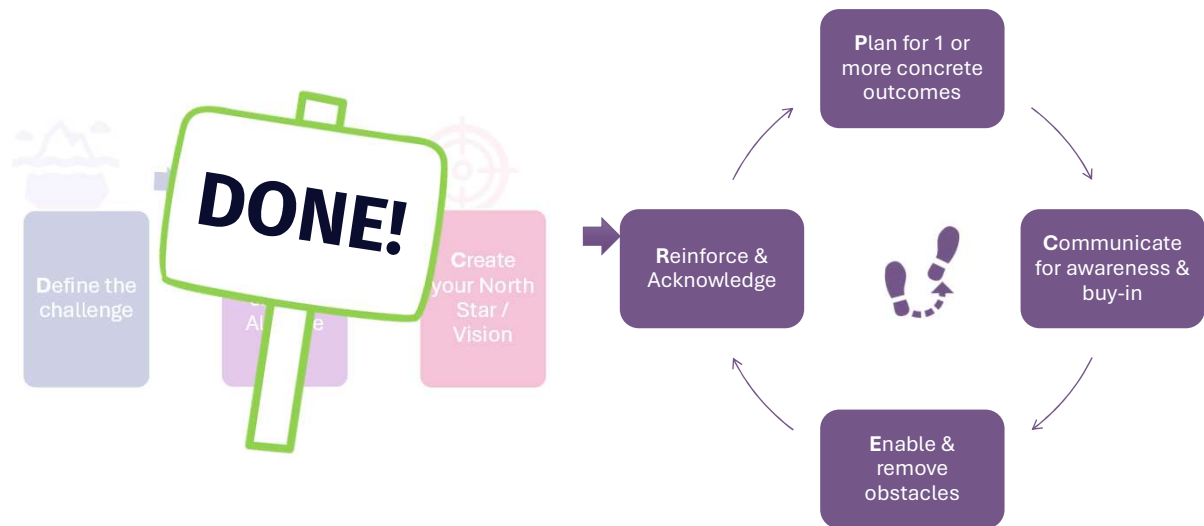 DONE!
Define the
challenge
Create
your North
Star /
Vision
Plan for 1 or
more concrete
outcomes
Communicate
for awareness &
buy-in
Enable &
remove
obstacles
Reinforce &
Acknowledge